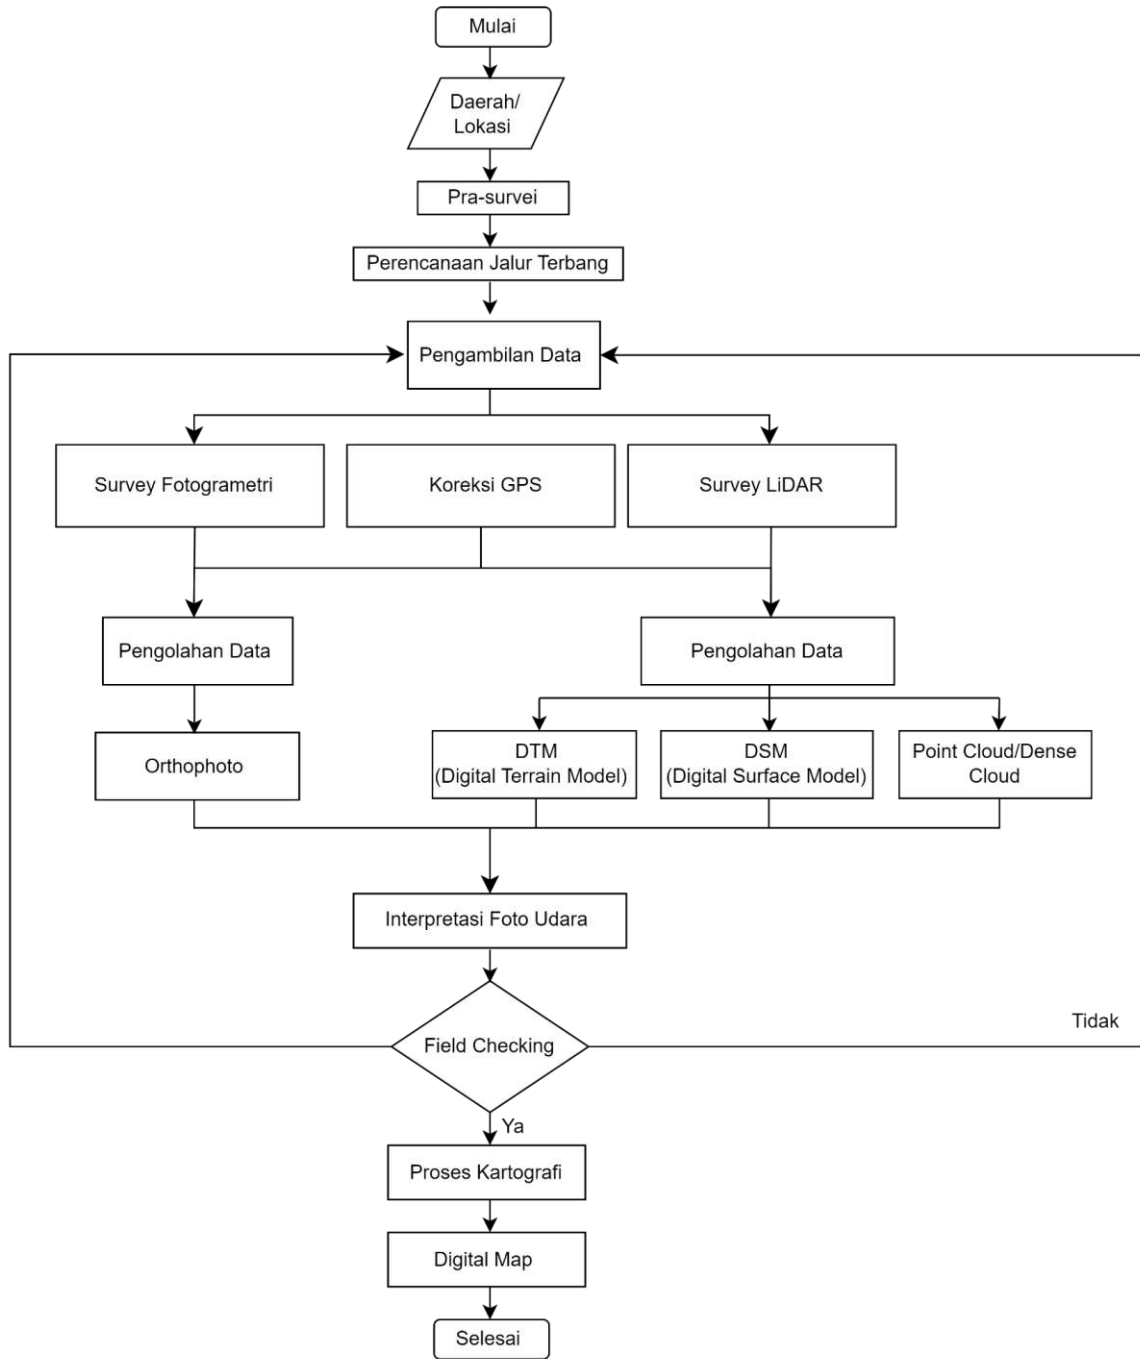 Mulai
Daerah/
Lokasi
Pra-survei
Perencanaan Jalur Terbang
Pengambilan Data
Survey Fotogrametri
Koreksi GPS
Survey LiDAR
Pengolahan Data
Pengolahan Data
Orthophoto
DTM
(Digital Terrain Model)
DSM
(Digital Surface Model)
Point Cloud/Dense
Cloud
Interpretasi Foto Udara
Field Checking
Tidak
Ya
Proses Kartografi
Digital Map
Selesai